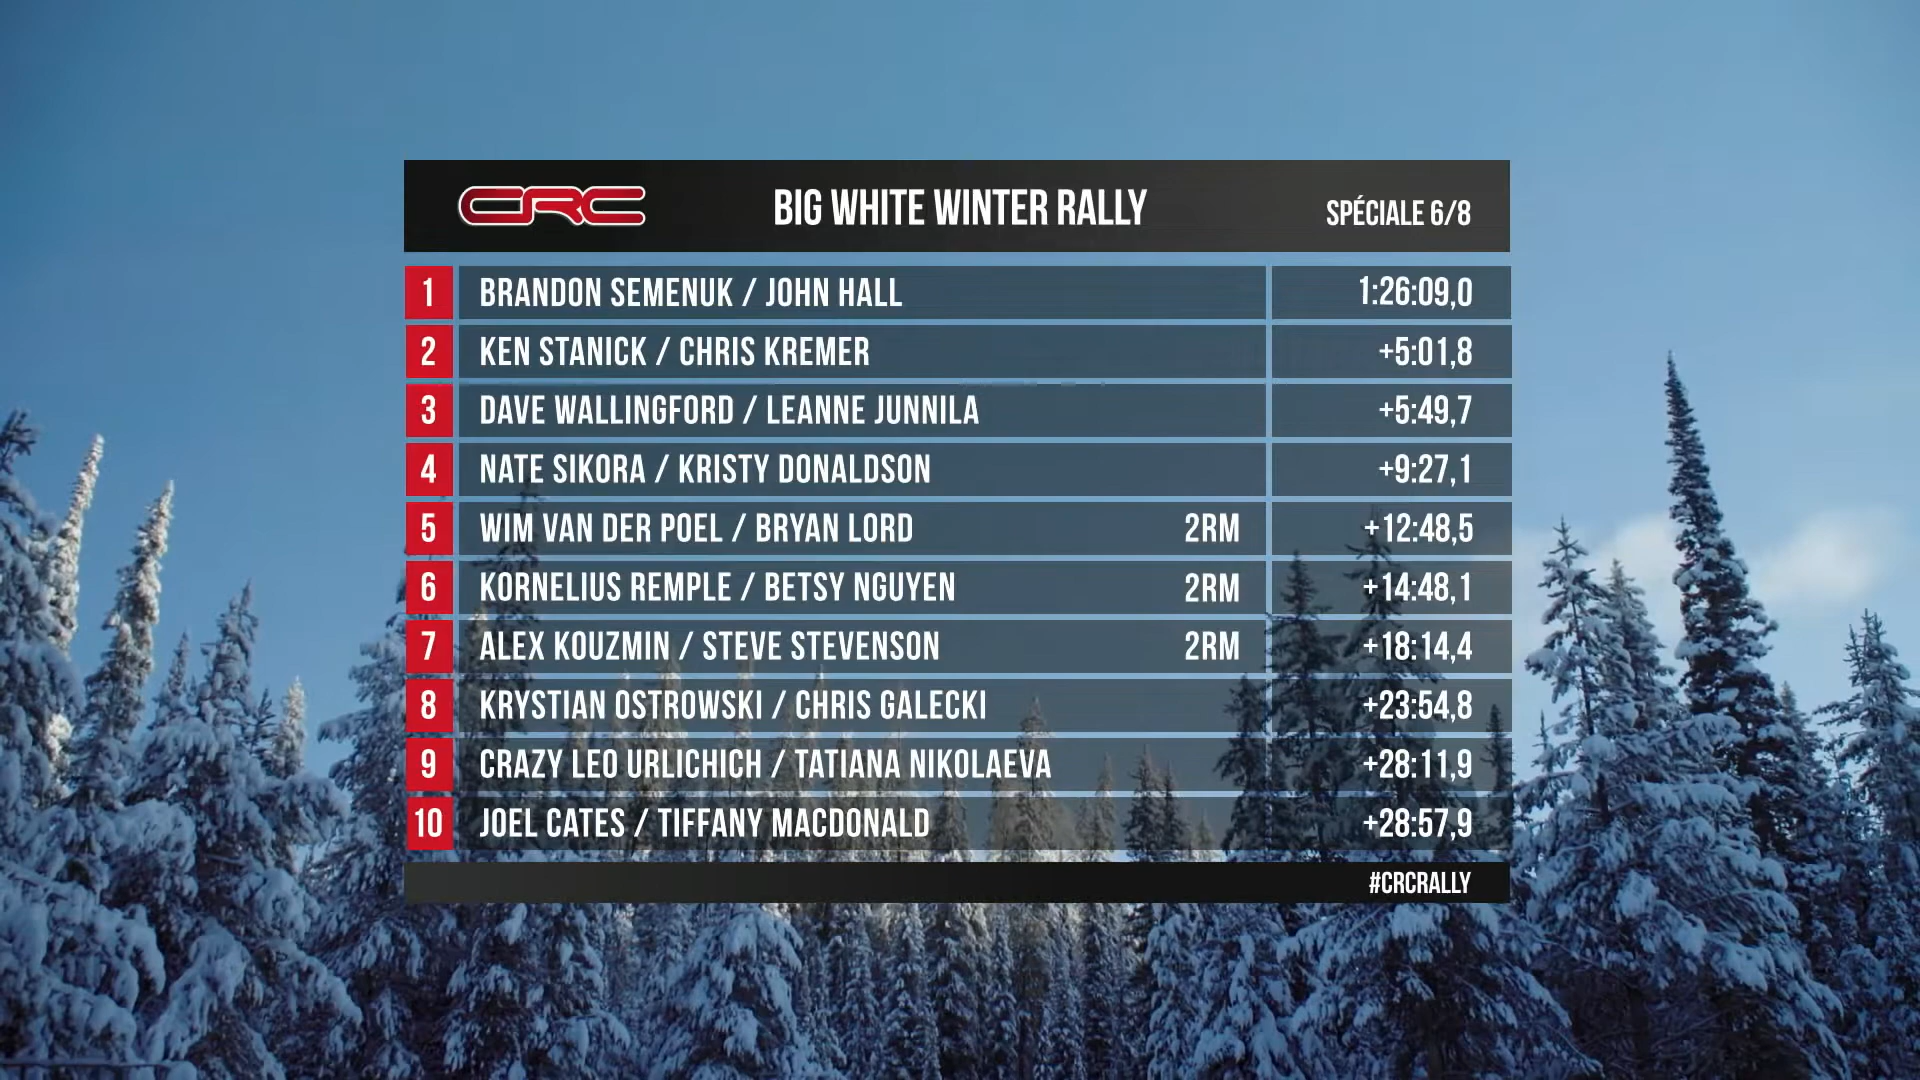 CRC BIG WHITE WINTER RALLY SPÉCIALE 6/8
1 BRANDON SEMENUK / JOHN HALL 1:26:09,0
2 KEN STANICK / CHRIS KREMER +5:01,8
3 DAVE WALLINGFORD / LEANNE JUNNILA +5:49,7
4 NATE SIKORA / KRISTY DONALDSON +9:27,1
5 WIM VAN DER POEL / BRYAN LORD 2RM +12:48,5
6 KORNELIUS REMPLE / BETSY NGUYEN 2RM +14:48,1
7 ALEX KOUZMIN / STEVE STEVENSON 2RM +18:14,4
8 KRYSTIAN OSTROWSKI / CHRIS GALECKI +23:54,8
9 CRAZY LEO URLICHICH / TATIANA NIKOLAEVA +28:11,9
10 JOEL CATES / TIFFANY MACDONALD +28:57,9
#CRCRALLY